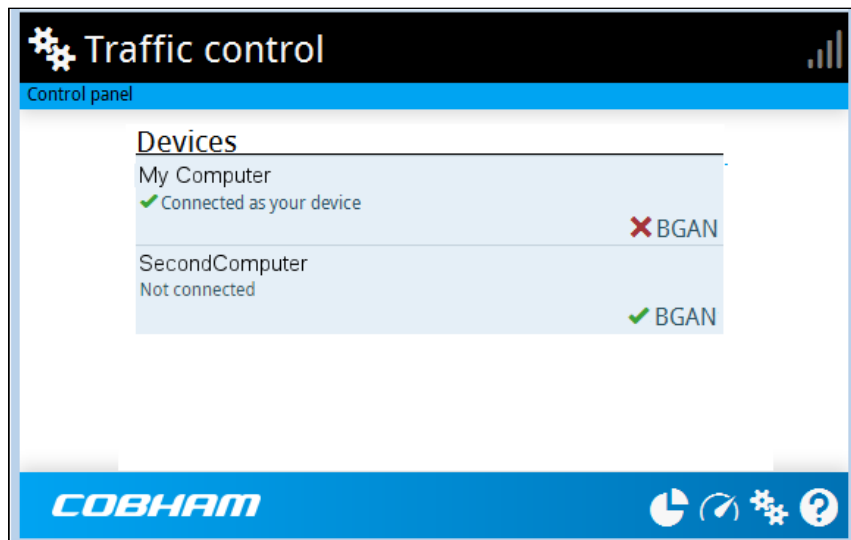 Traffic control
Control panel
Devices
My Computer
Connected as your device
BGAN
SecondComputer
Not connected
BGAN
COBHAM
?